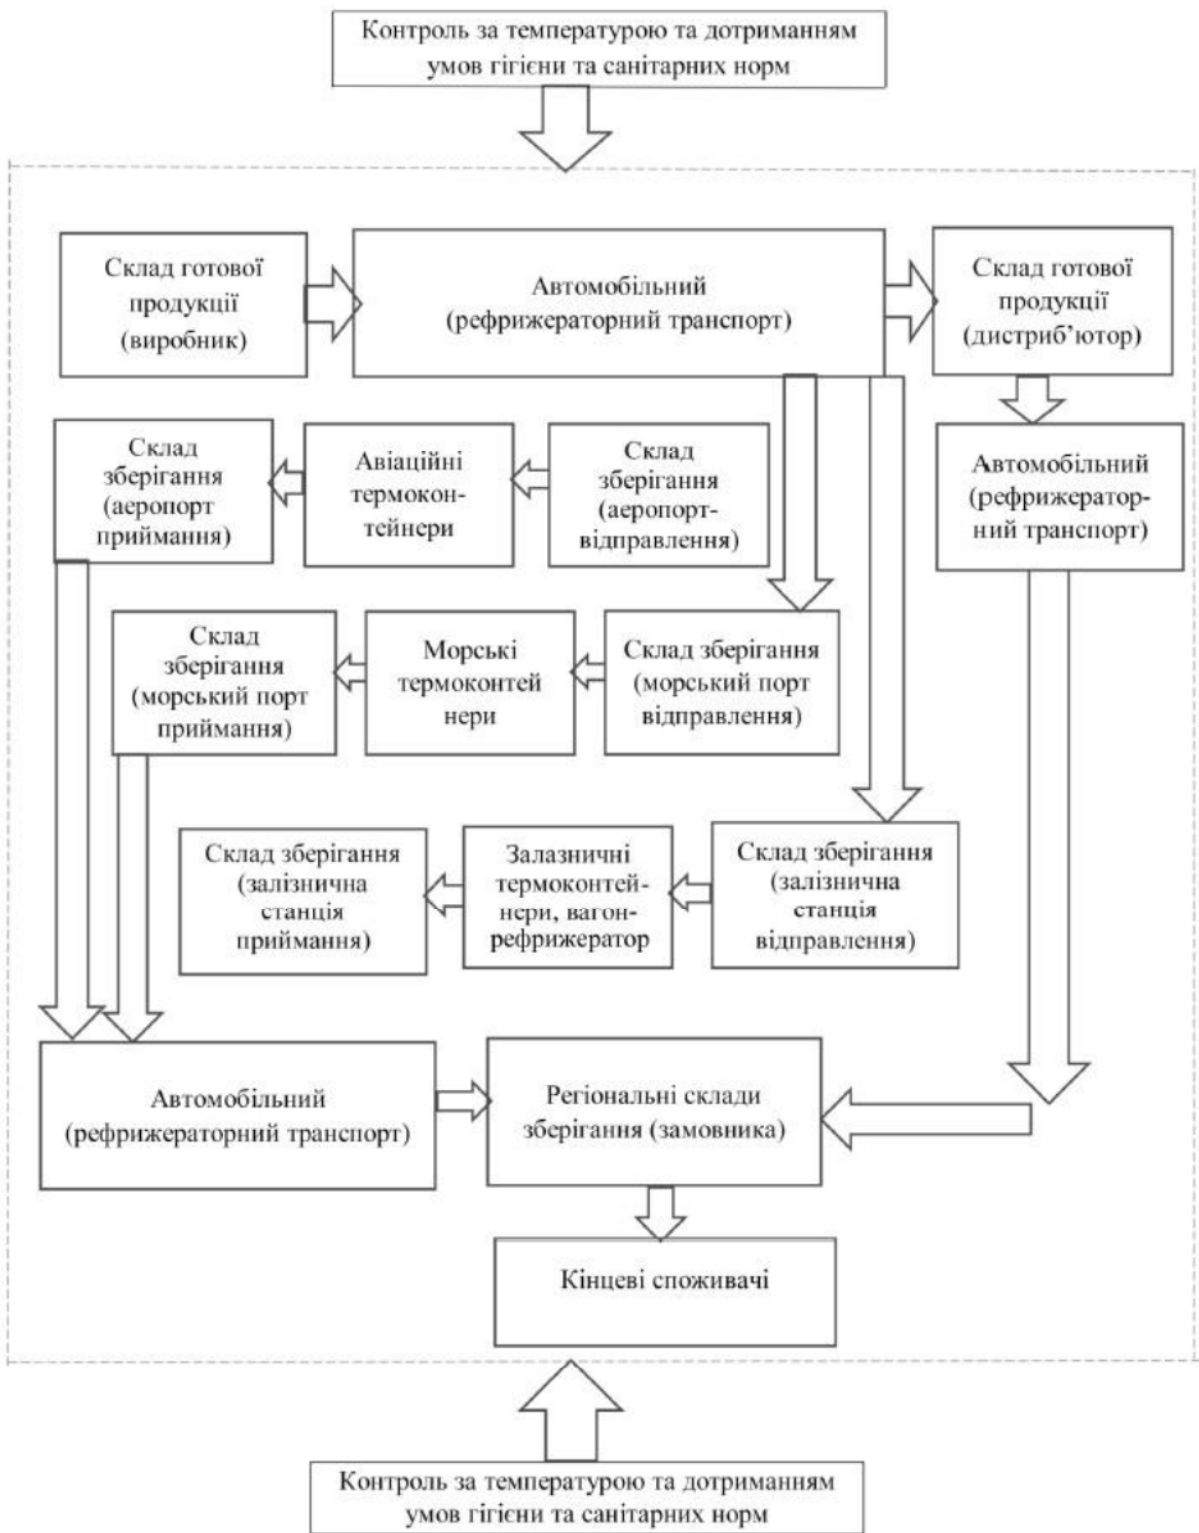 Контроль за температурою та дотриманням
умов гігієни та санітарних норм
Склад готової
продукції
(виробник)
Автомобільний
(рефрижераторний транспорт)
Склад готової
продукції
(дистриб’ютор)
Склад
зберігання
(аеропорт
приймання)
Авіаційні
термокон-
тейнери
Склад
зберігання
(аеропорт-
відправлення)
Автомобільний
(рефрижератор-
ний транспорт)
Склад
зберігання
(морський порт
приймання)
Морські
термоконтей
нери
Склад зберігання
(морський порт
відправлення)
Склад зберігання
(залізнична
станція
приймання)
Залазничні
термоконтей-
нери, вагон-
рефрижератор
Склад зберігання
(залізнична
станція
відправлення)
Автомобільний
(рефрижераторний транспорт)
Регіональні склади
зберігання (замовника)
Кінцеві споживачі
Контроль за температурою та дотриманням
умов гігієни та санітарних норм